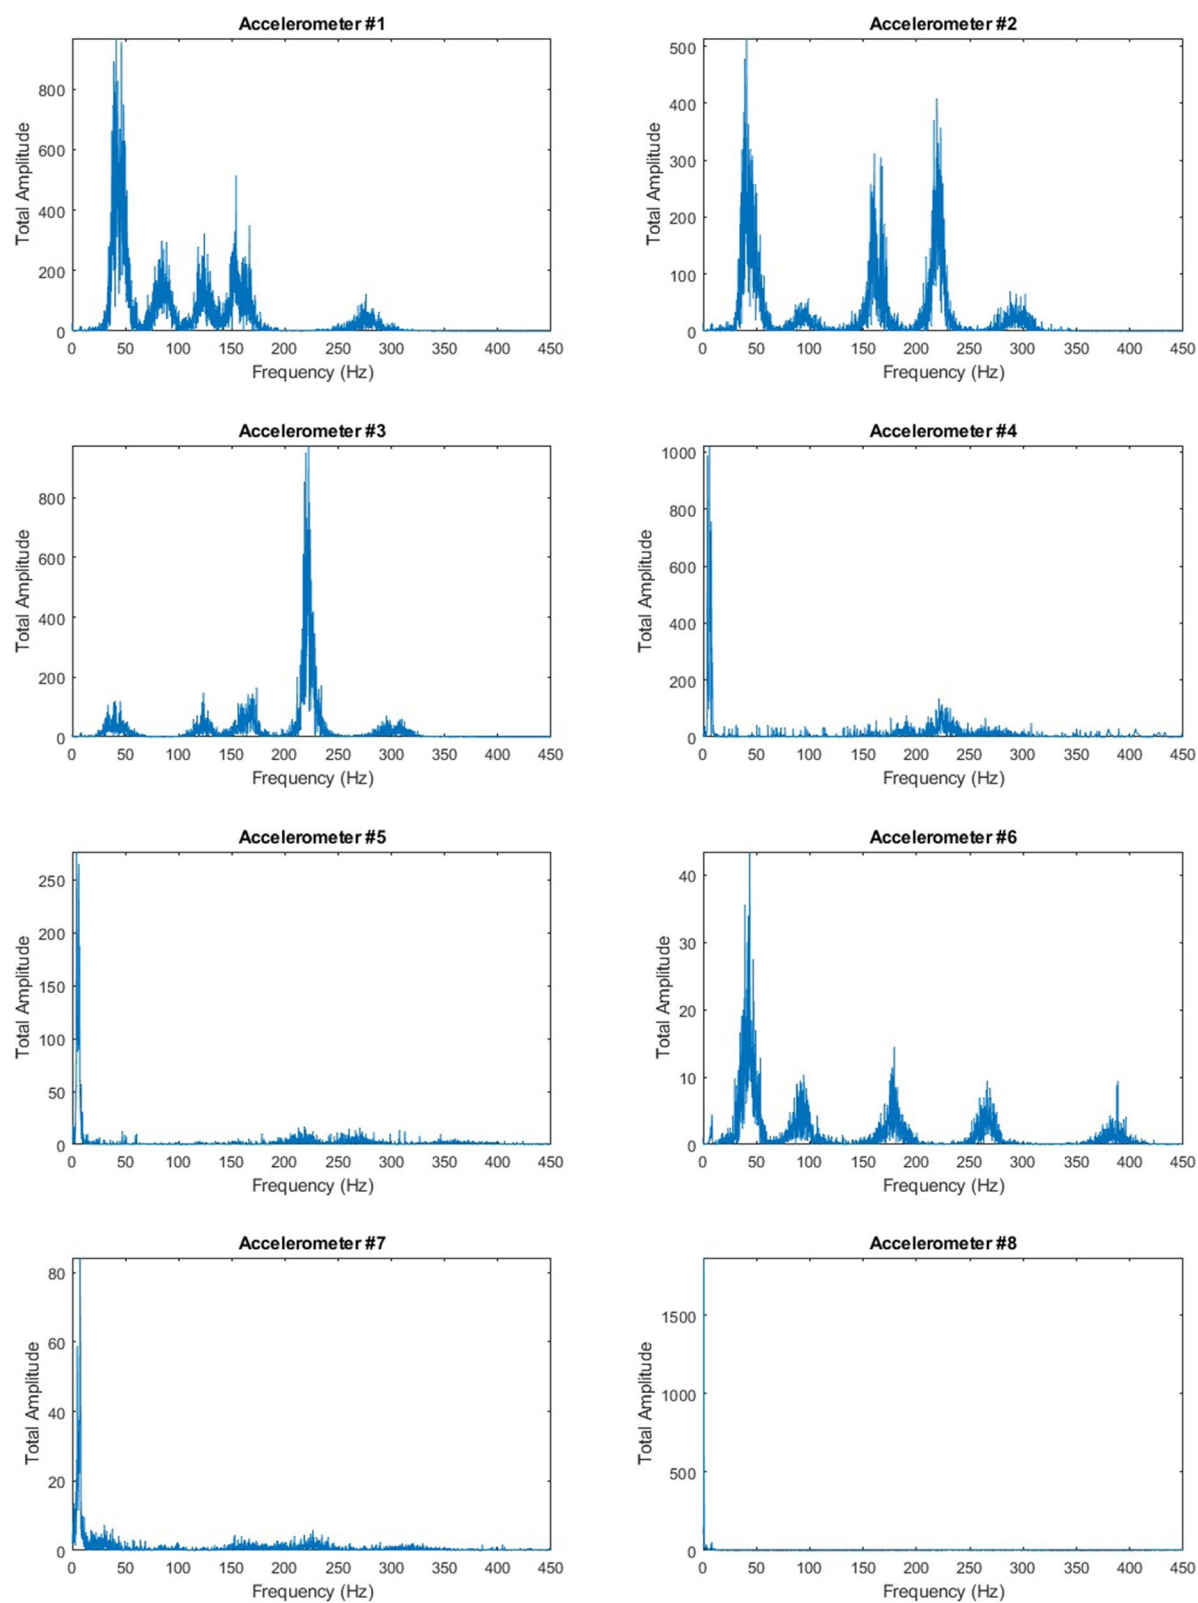 Accelerometer #1
Total Amplitude
800
600
400
200
0
0 50 100 150 200 250 300 350 400 450
Frequency (Hz)
Accelerometer #2
Total Amplitude
500
400
300
200
100
0
0 50 100 150 200 250 300 350 400 450
Frequency (Hz)
Accelerometer #3
Total Amplitude
800
600
400
200
0
0 50 100 150 200 250 300 350 400 450
Frequency (Hz)
Accelerometer #4
Total Amplitude
1000
800
600
400
200
0
0 50 100 150 200 250 300 350 400 450
Frequency (Hz)
Accelerometer #5
Total Amplitude
250
200
150
100
50
0
0 50 100 150 200 250 300 350 400 450
Frequency (Hz)
Accelerometer #6
Total Amplitude
40
30
20
10
0
0 50 100 150 200 250 300 350 400 450
Frequency (Hz)
Accelerometer #7
Total Amplitude
80
60
40
20
0
0 50 100 150 200 250 300 350 400 450
Frequency (Hz)
Accelerometer #8
Total Amplitude
1500
1000
500
0
0 50 100 150 200 250 300 350 400 450
Frequency (Hz)